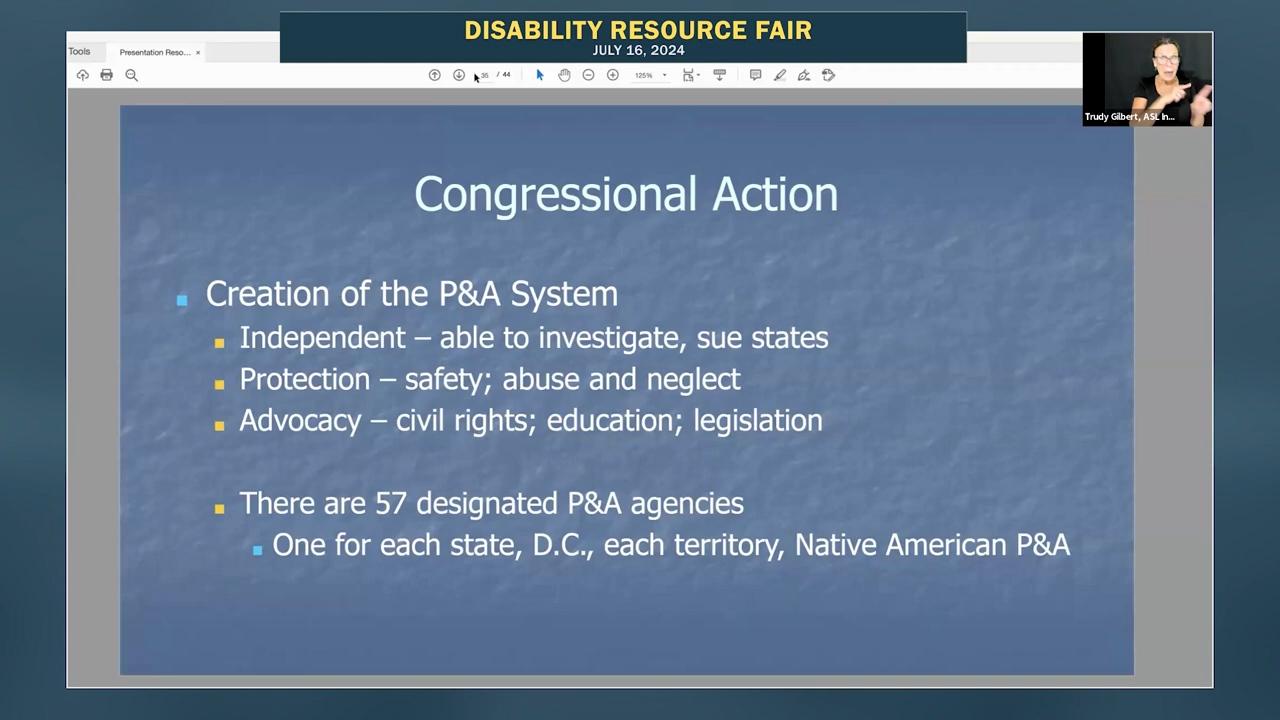 DISABILITY RESOURCE FAIR
JULY 16, 2024
Tools
Presentation Reso... ×
35 / 44
125%
Trudy Gilbert, ASL In...
Congressional Action
Creation of the P&A System
Independent – able to investigate, sue states
Protection – safety; abuse and neglect
Advocacy – civil rights; education; legislation
There are 57 designated P&A agencies
One for each state, D.C., each territory, Native American P&A